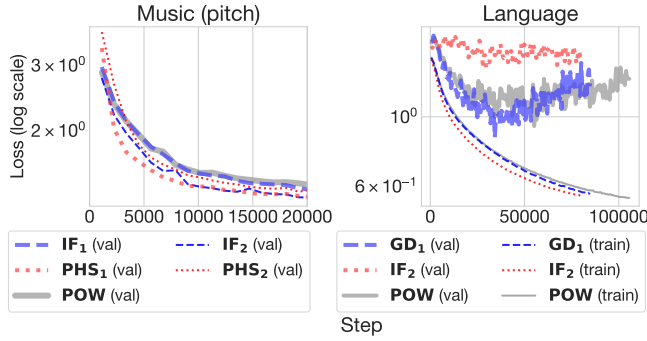 Music (pitch)
Language
Loss (log scale)
3 × 10⁰
2 × 10⁰
10⁰
6 × 10⁻¹
0 5000 10000 15000 20000
0 50000 100000
IF₁ (val) IF₂ (val)
PHS₁ (val) PHS₂ (val)
POW (val)
GD₁ (val) GD₁ (train)
IF₂ (val) IF₂ (train)
POW (val) POW (train)
Step